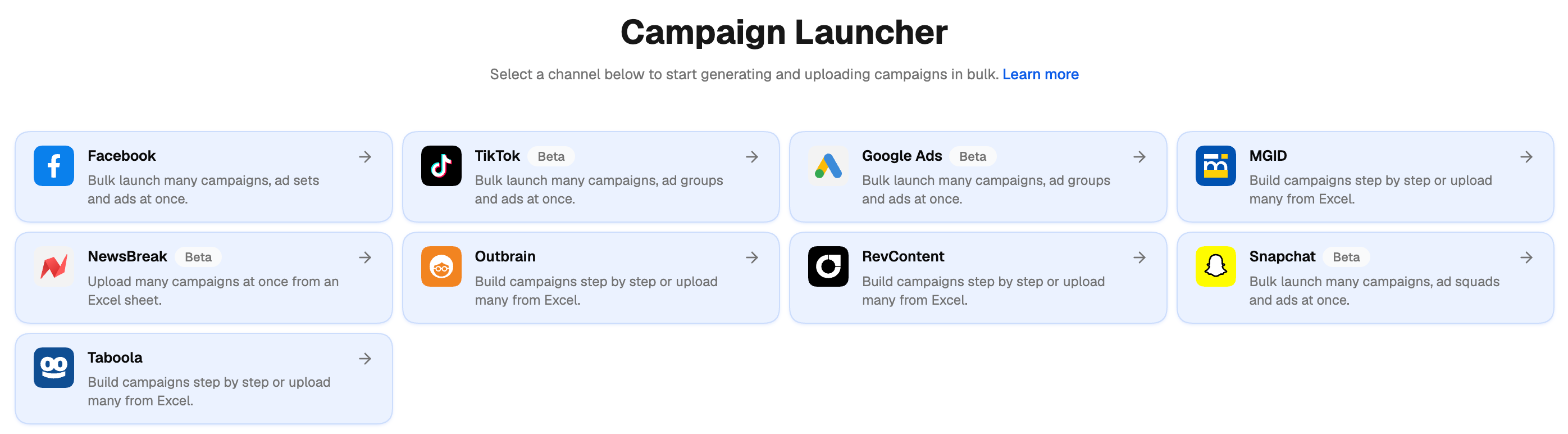 Campaign Launcher
Select a channel below to start generating and uploading campaigns in bulk. Learn more
Facebook
Bulk launch many campaigns, ad sets
and ads at once.
TikTok Beta
Bulk launch many campaigns, ad groups
and ads at once.
Google Ads Beta
Bulk launch many campaigns, ad groups
and ads at once.
MGID
Build campaigns step by step or upload
many from Excel.
NewsBreak Beta
Upload many campaigns at once from an
Excel sheet.
Outbrain
Build campaigns step by step or upload
many from Excel.
RevContent
Build campaigns step by step or upload
many from Excel.
Snapchat Beta
Bulk launch many campaigns, ad squads
and ads at once.
Taboola
Build campaigns step by step or upload
many from Excel.